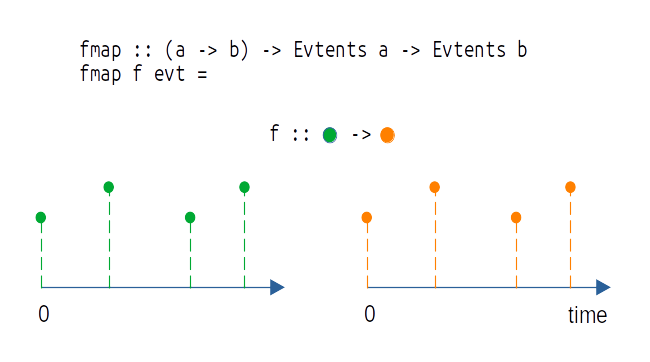 fmap :: (a -> b) -> Evtents a -> Evtents b
fmap f evt =
f :: ->
0
0 time